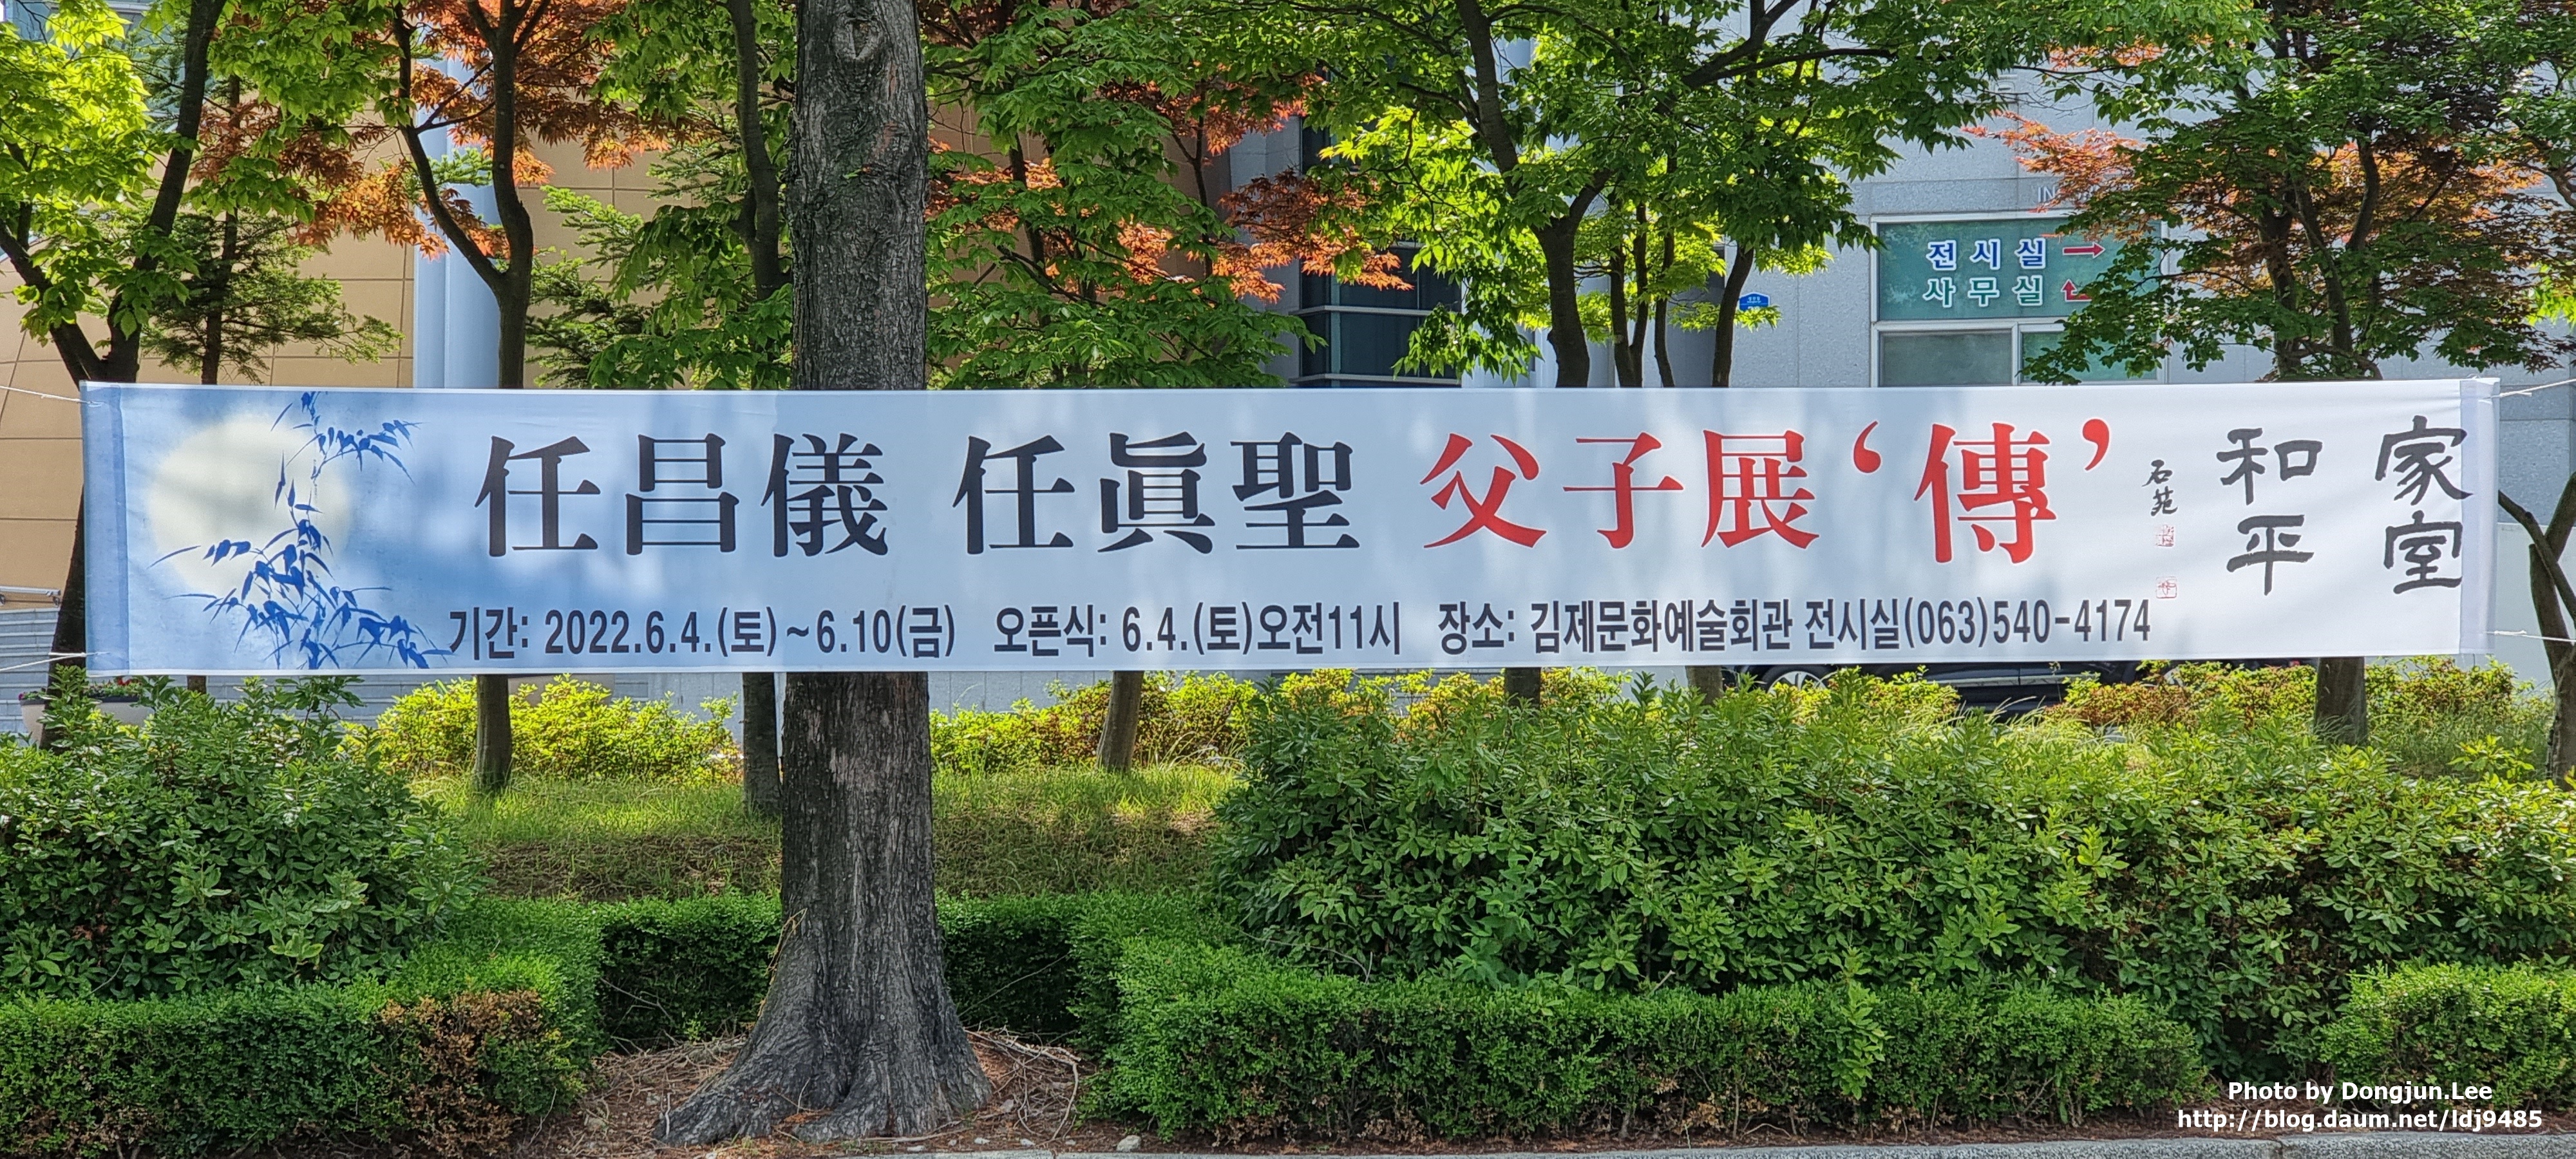 전시실 →
사무실
任昌儀 任眞聖 父子展 ‘傳’
기간: 2022.6.4.(토)~6.10(금) 오픈식: 6.4.(토)오전11시 장소: 김제문화예술회관 전시실(063)540-4174
家室
和平
石苑
Photo by Dongjun.Lee
http://blog.daum.net/ldj9485